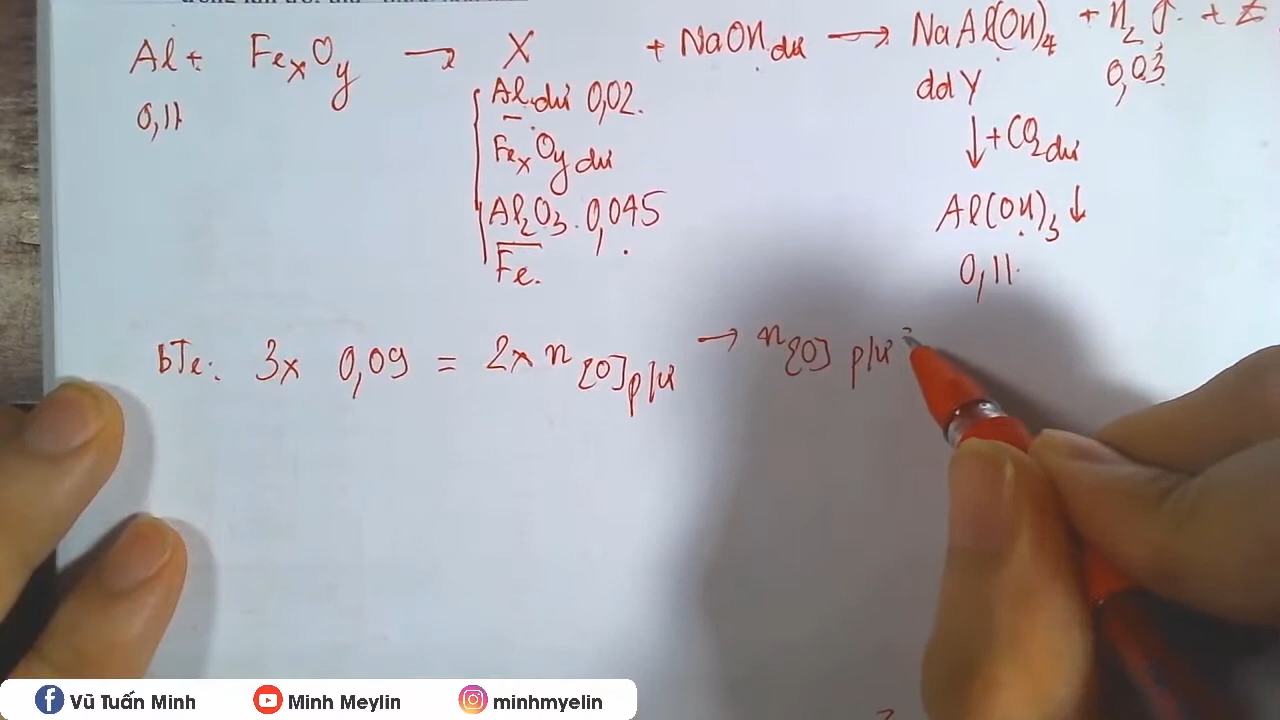 Al + FexOy → X + NaOH dư → NaAl(OH)4 + H2↑ + Z
0,11 Al dư 0,02 dd Y 0,03
FexOy dư ↓ + CO2 dư
Al2O3 0,045 Al(OH)3 ↓
Fe 0,11
BTe: 3x 0,09 = 2x n[O] p/ư → n[O] p/ư
Vũ Tuấn Minh Minh Meylin minhmyelin